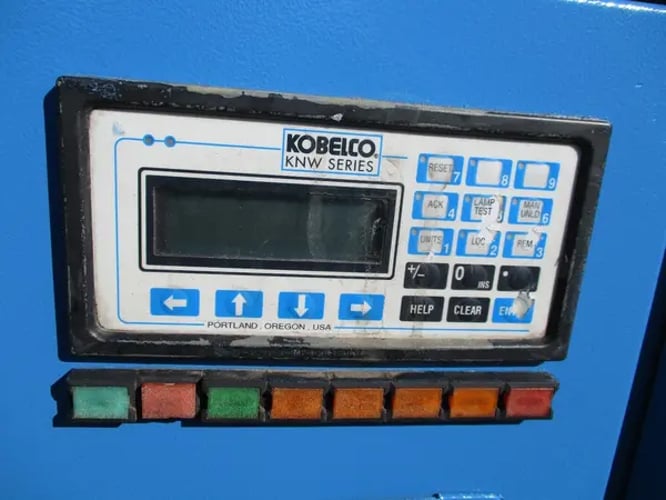 KOBELCO
KNW SERIES
RESET 7
8
9
ACK 4
LAMP TEST
MAN UNLD 6
UNITS 1
LOC 2
REM 3
+/-
0 INS
•
HELP
CLEAR
← ↑ ↓ →
PORTLAND . OREGON . USA